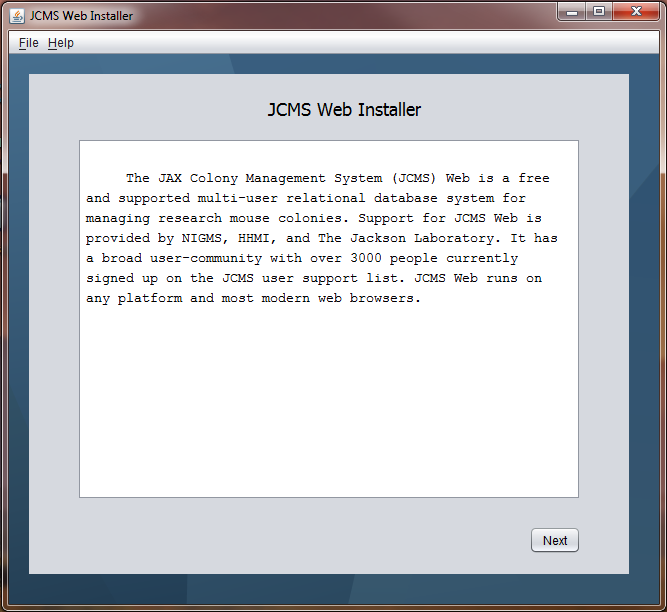 JCMS Web Installer
File Help
JCMS Web Installer
The JAX Colony Management System (JCMS) Web is a free
and supported multi-user relational database system for
managing research mouse colonies. Support for JCMS Web is
provided by NIGMS, HHMI, and The Jackson Laboratory. It has
a broad user-community with over 3000 people currently
signed up on the JCMS user support list. JCMS Web runs on
any platform and most modern web browsers.
Next